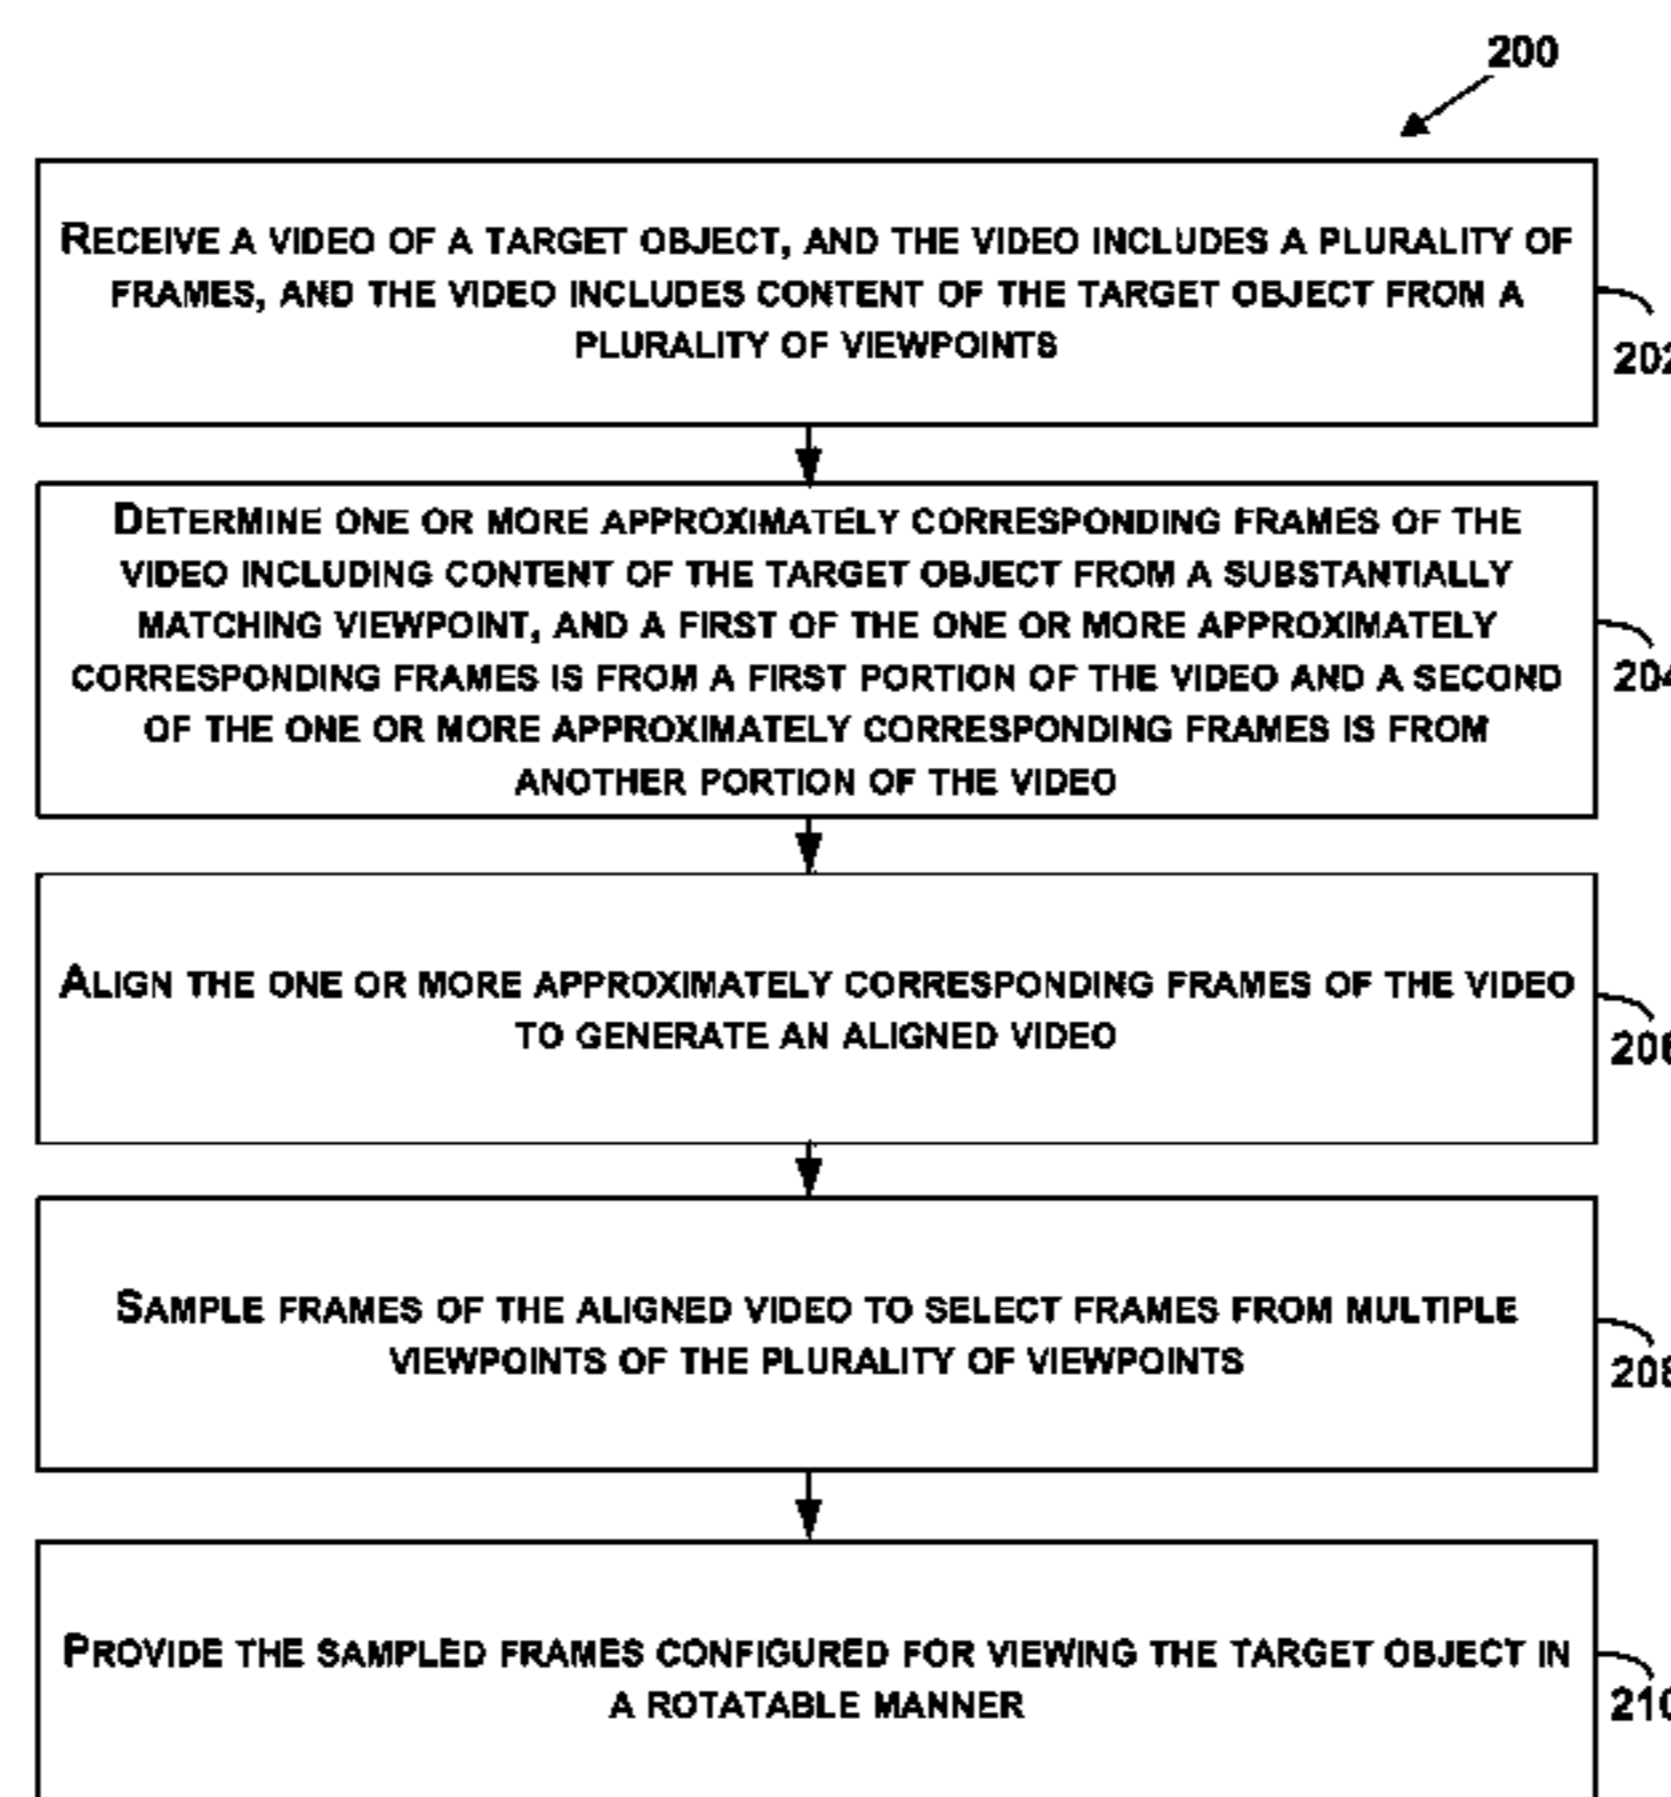 200
RECEIVE A VIDEO OF A TARGET OBJECT, AND THE VIDEO INCLUDES A PLURALITY OF
FRAMES, AND THE VIDEO INCLUDES CONTENT OF THE TARGET OBJECT FROM A
PLURALITY OF VIEWPOINTS
202
DETERMINE ONE OR MORE APPROXIMATELY CORRESPONDING FRAMES OF THE
VIDEO INCLUDING CONTENT OF THE TARGET OBJECT FROM A SUBSTANTIALLY
MATCHING VIEWPOINT, AND A FIRST OF THE ONE OR MORE APPROXIMATELY
CORRESPONDING FRAMES IS FROM A FIRST PORTION OF THE VIDEO AND A SECOND
OF THE ONE OR MORE APPROXIMATELY CORRESPONDING FRAMES IS FROM
ANOTHER PORTION OF THE VIDEO
204
ALIGN THE ONE OR MORE APPROXIMATELY CORRESPONDING FRAMES OF THE VIDEO
TO GENERATE AN ALIGNED VIDEO
206
SAMPLE FRAMES OF THE ALIGNED VIDEO TO SELECT FRAMES FROM MULTIPLE
VIEWPOINTS OF THE PLURALITY OF VIEWPOINTS
208
PROVIDE THE SAMPLED FRAMES CONFIGURED FOR VIEWING THE TARGET OBJECT IN
A ROTATABLE MANNER
210